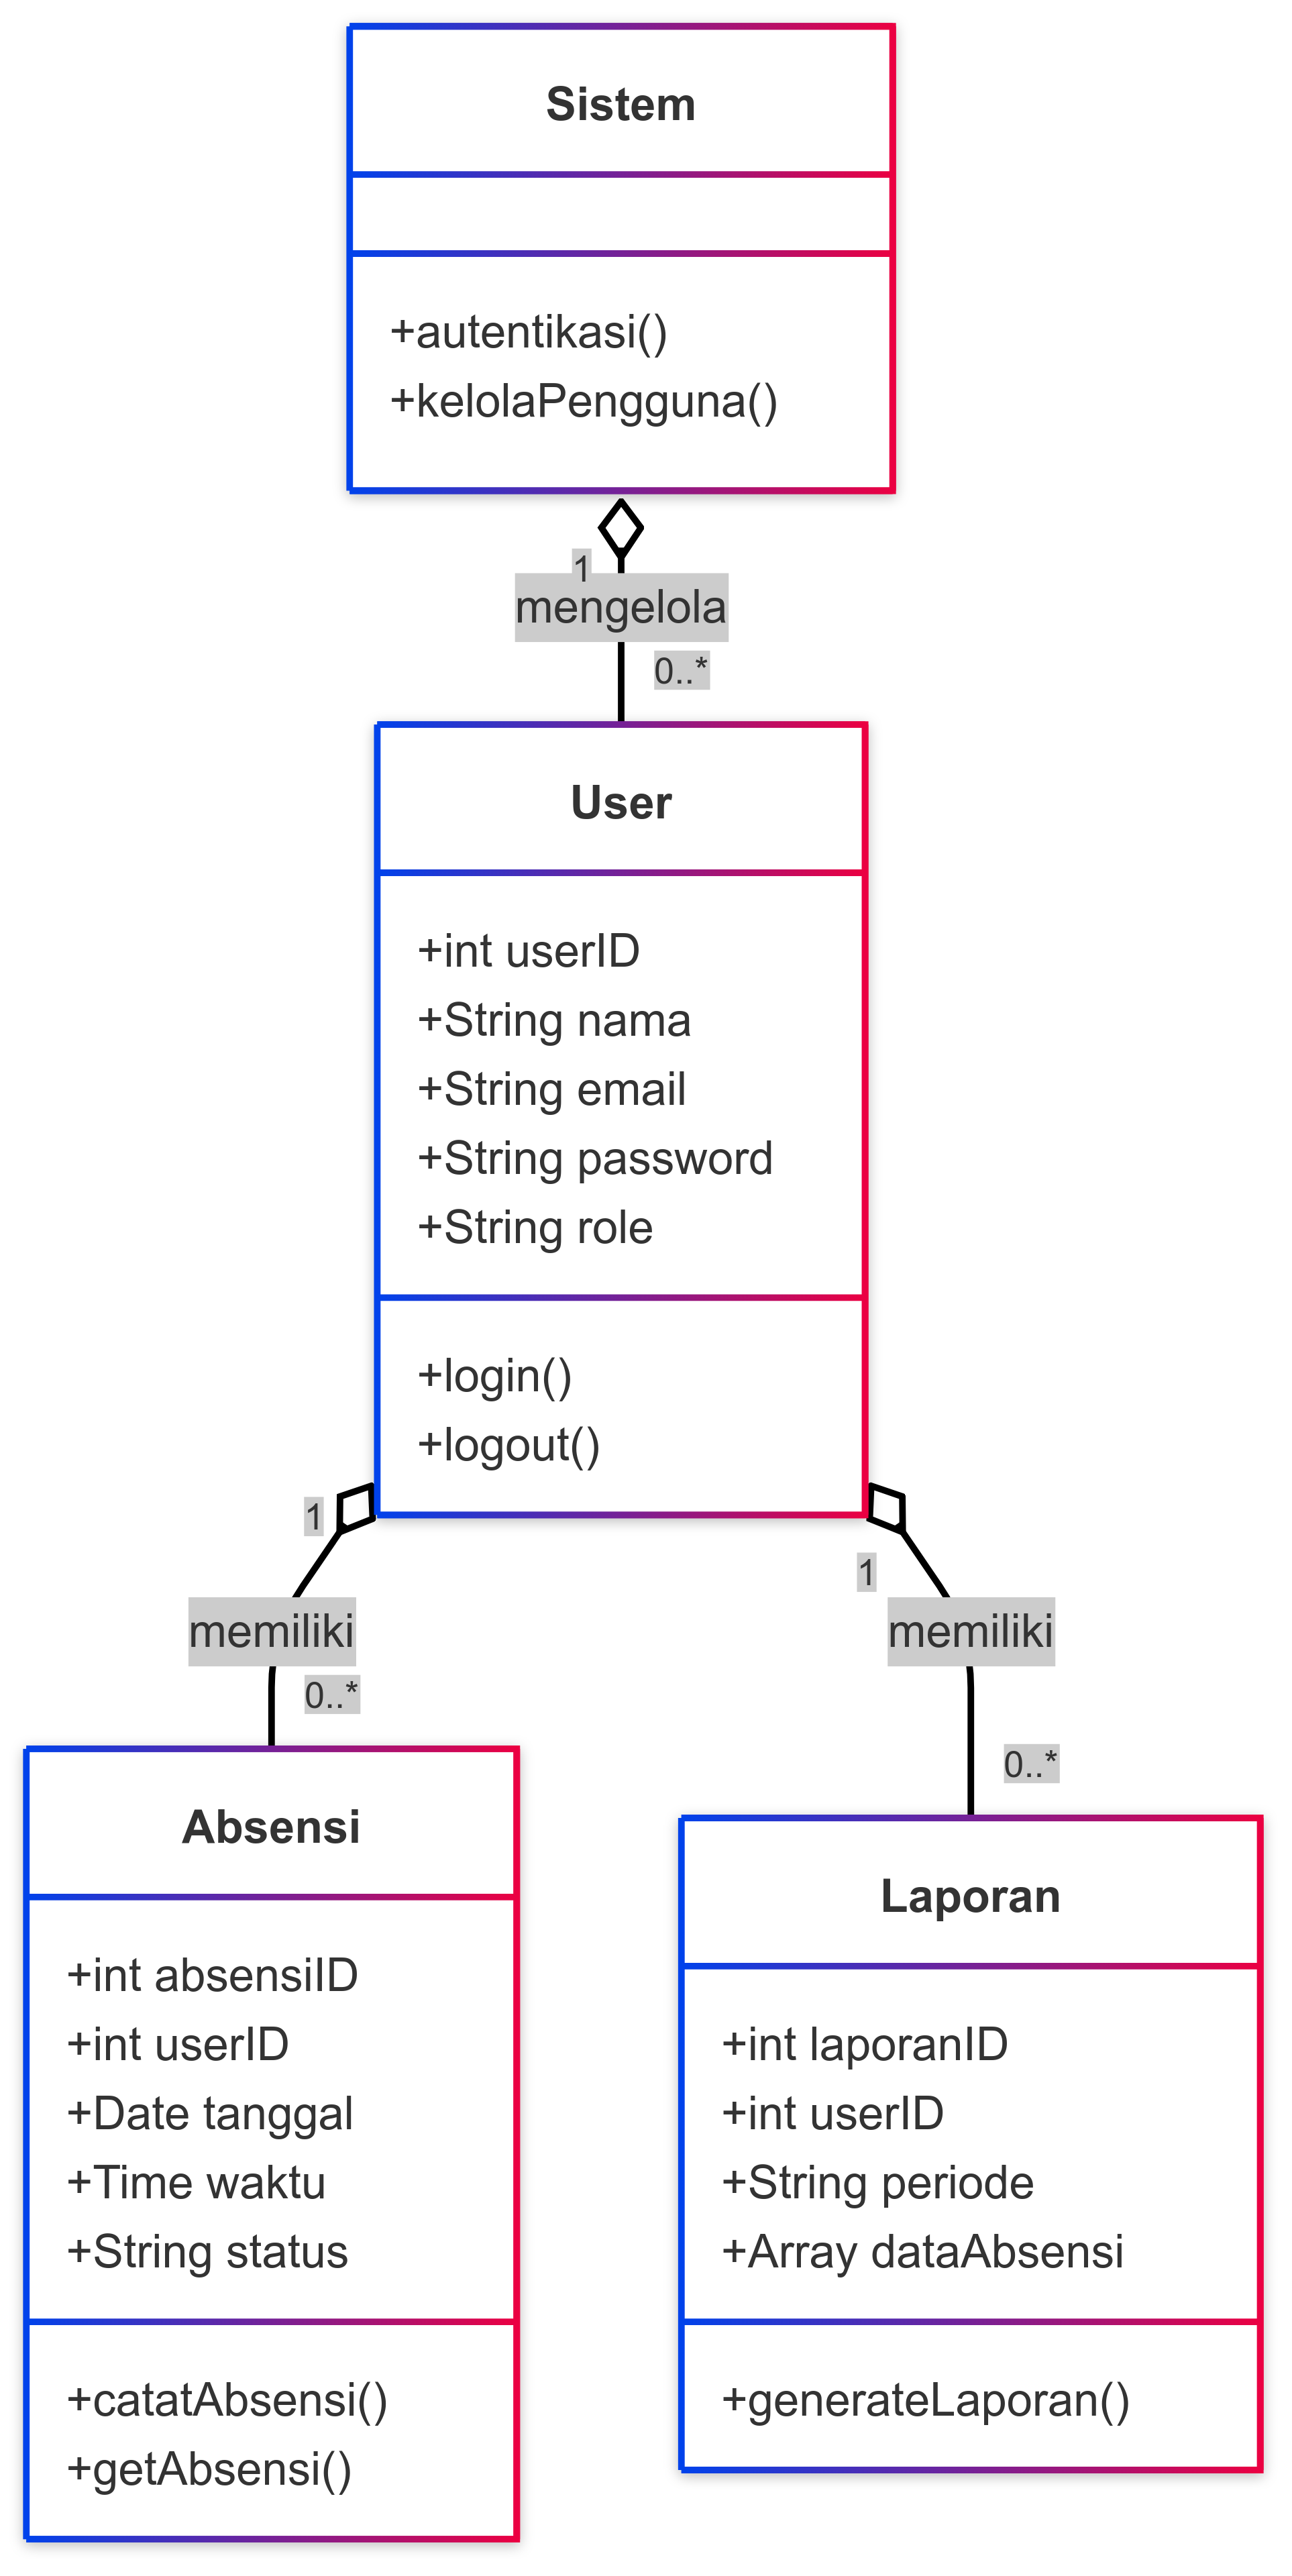 Sistem
+autentikasi()
+kelolaPengguna()
1
mengelola
0..*
User
+int userID
+String nama
+String email
+String password
+String role
+login()
+logout()
1
memiliki
0..*
1
memiliki
0..*
Absensi
+int absensiID
+int userID
+Date tanggal
+Time waktu
+String status
+catatAbsensi()
+getAbsensi()
Laporan
+int laporanID
+int userID
+String periode
+Array dataAbsensi
+generateLaporan()